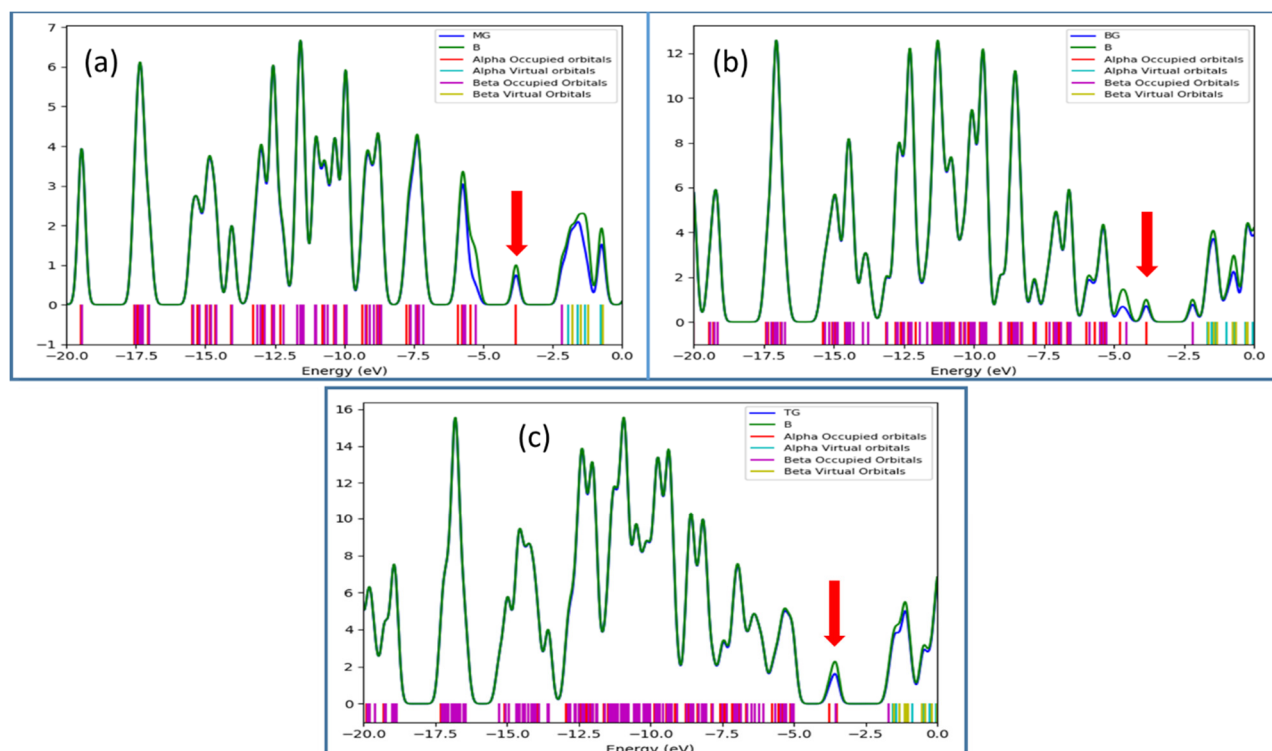 (a)
MG
B
Alpha Occupied orbitals
Alpha Virtual orbitals
Beta Occupied Orbitals
Beta Virtual Orbitals
7
6
5
4
3
2
1
0
−1
−20.0 −17.5 −15.0 −12.5 −10.0 −7.5 −5.0 −2.5 0.0
Energy (eV)
(b)
BG
B
Alpha Occupied orbitals
Alpha Virtual orbitals
Beta Occupied Orbitals
Beta Virtual Orbitals
12
10
8
6
4
2
0
−20.0 −17.5 −15.0 −12.5 −10.0 −7.5 −5.0 −2.5 0.0
Energy (eV)
(c)
TG
B
Alpha Occupied orbitals
Alpha Virtual orbitals
Beta Occupied Orbitals
Beta Virtual Orbitals
16
14
12
10
8
6
4
2
0
−20.0 −17.5 −15.0 −12.5 −10.0 −7.5 −5.0 −2.5 0.0
Energy (eV)